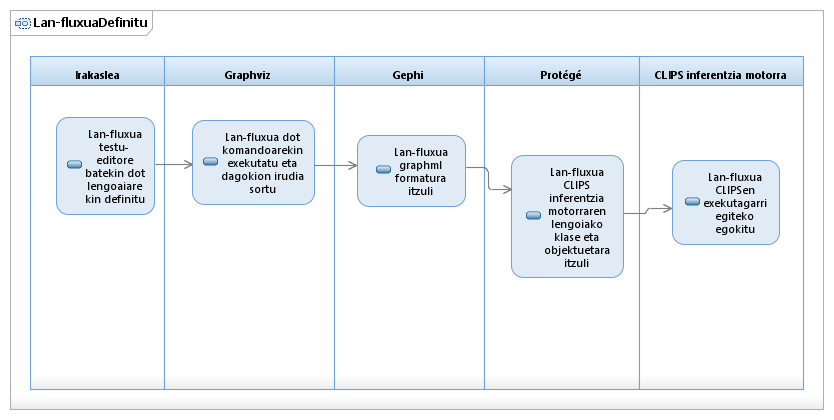 Lan-fluxuaDefinitu
Irakaslea
Graphviz
Gephi
Protégé
CLIPS inferentzia motorra
Lan-fluxua
testu-
editore
batekin dot
lengoaiare
kin definitu
Lan-fluxua dot
komandoarekin
exekutatu eta
dagokion irudia
sortu
Lan-fluxua
graphml
formatura
itzuli
Lan-fluxua
CLIPS
inferentzia
motorraren
lengoiako
klase eta
objektuetara
itzuli
Lan-fluxua
CLIPSen
exekutagarri
egiteko
egokitu